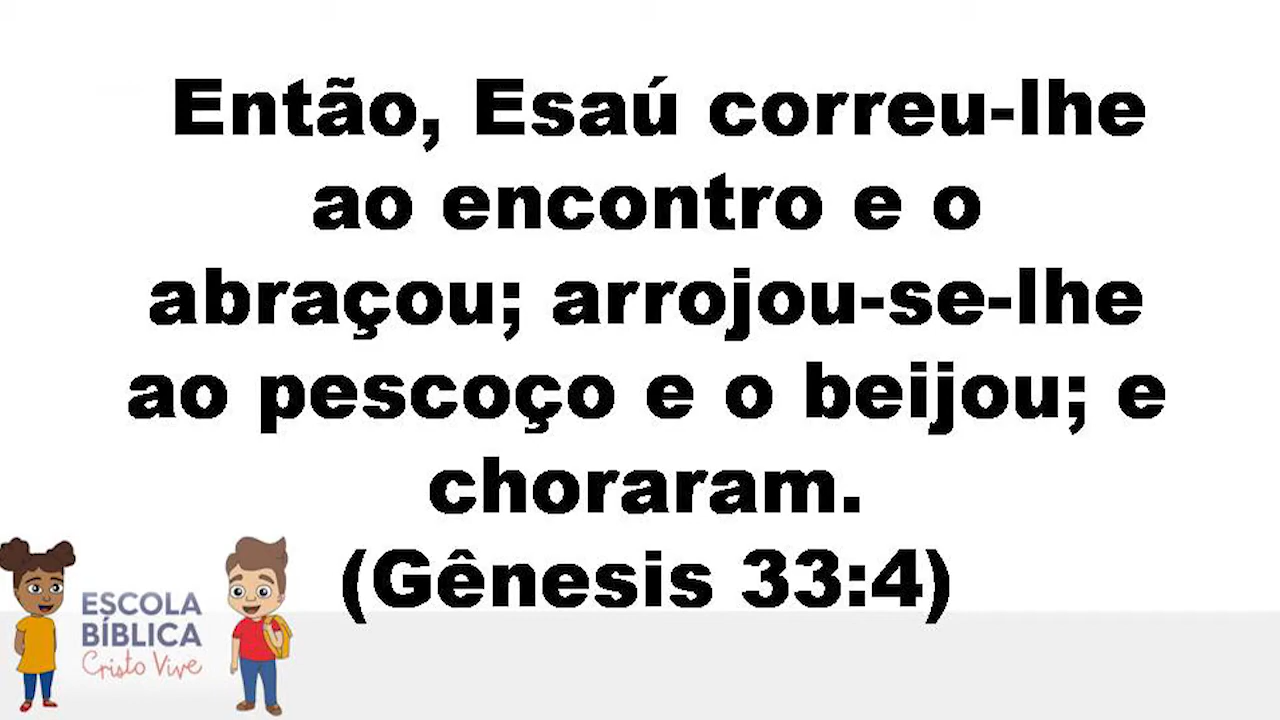 Então, Esaú correu-lhe
ao encontro e o
abraçou; arrojou-se-lhe
ao pescoço e o beijou; e
choraram.
(Gênesis 33:4)
ESCOLA
BÍBLICA
Cristo Vive